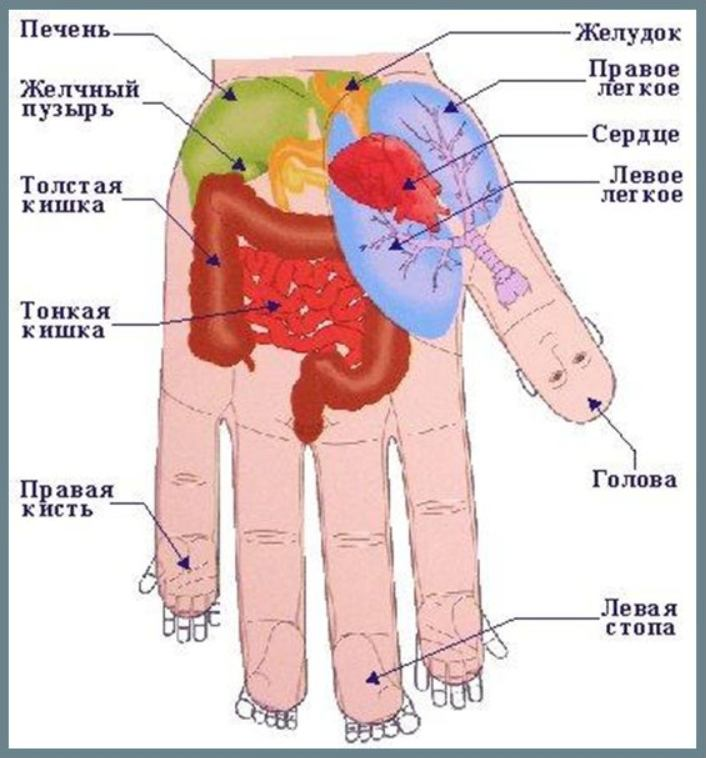 Печень
Желчный
пузырь
Толстая
кишка
Тонкая
кишка
Правая
кисть
Желудок
Правое
легкое
Сердце
Левое
легкое
Голова
Левая
стопа